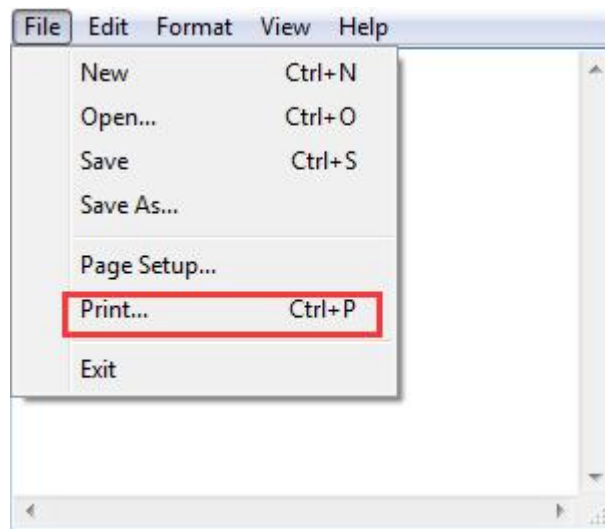 File Edit Format View Help
New Ctrl+N
Open... Ctrl+O
Save Ctrl+S
Save As...
Page Setup...
Print... Ctrl+P
Exit